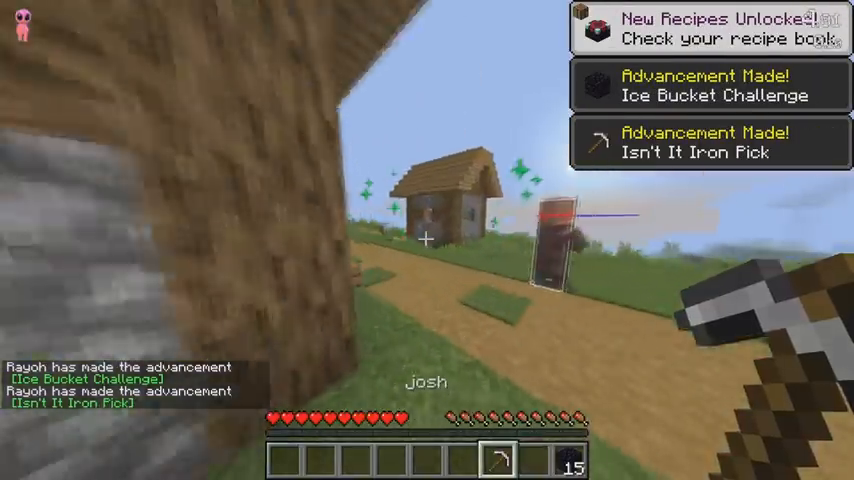 New Recipes Unlocked!
Check your recipe book
Advancement Made!
Ice Bucket Challenge
Advancement Made!
Isn't It Iron Pick
Rayoh has made the advancement
[Ice Bucket Challenge]
Rayoh has made the advancement
[Isn't It Iron Pick]
josh
15